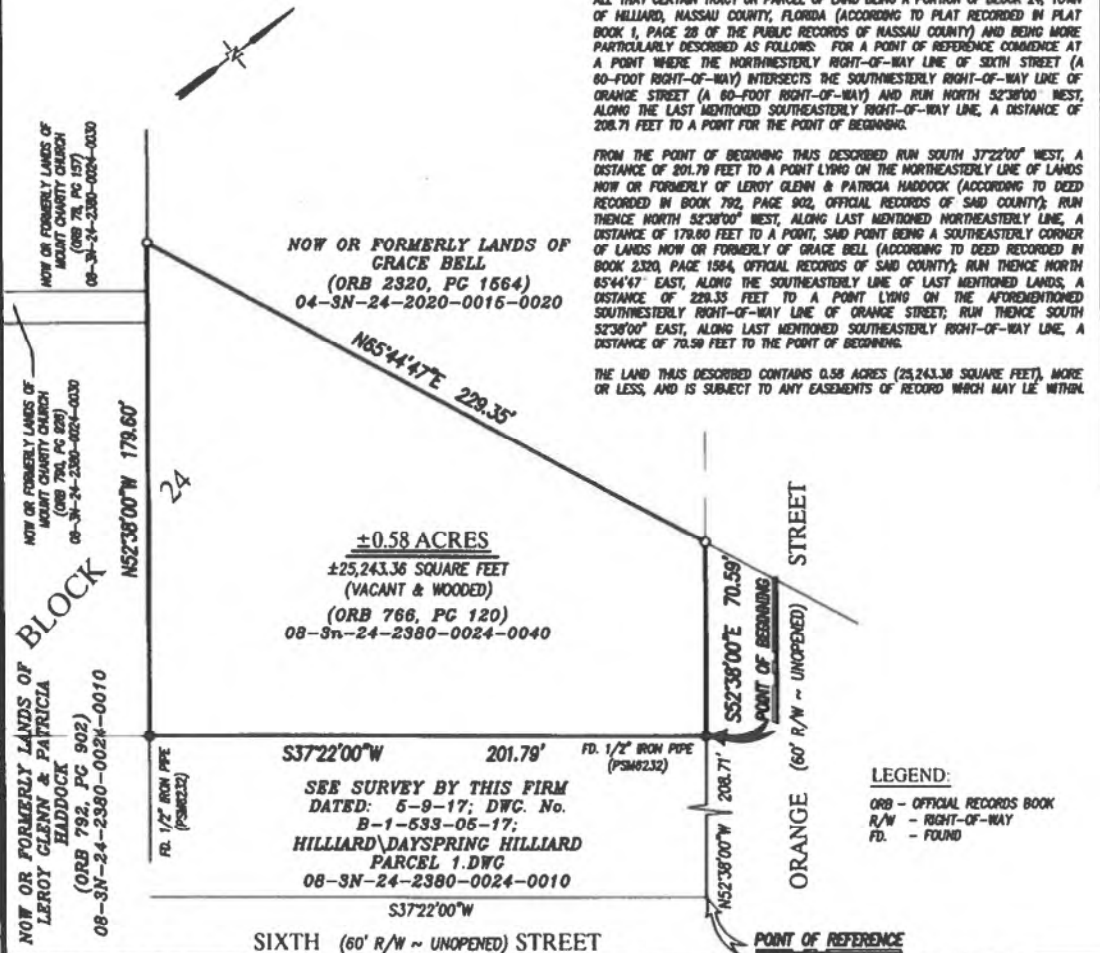 OF HILLIARD, NASSAU COUNTY, FLORIDA (ACCORDING TO PLAT RECORDED IN PLAT
BOOK 1, PAGE 28 OF THE PUBLIC RECORDS OF NASSAU COUNTY) AND BEING MORE
PARTICULARLY DESCRIBED AS FOLLOWS: FOR A POINT OF REFERENCE COMMENCE AT
A POINT WHERE THE NORTHWESTERLY RIGHT-OF-WAY LINE OF SIXTH STREET (A
60-FOOT RIGHT-OF-WAY) INTERSECTS THE SOUTHWESTERLY RIGHT-OF-WAY LINE OF
ORANGE STREET (A 60-FOOT RIGHT-OF-WAY) AND RUN NORTH 52°38'00" WEST,
ALONG THE LAST MENTIONED SOUTHEASTERLY RIGHT-OF-WAY LINE, A DISTANCE OF
208.71 FEET TO A POINT FOR THE POINT OF BEGINNING.
FROM THE POINT OF BEGINNING THUS DESCRIBED RUN SOUTH 37°22'00" WEST, A
DISTANCE OF 201.79 FEET TO A POINT LYING ON THE NORTHEASTERLY LINE OF LANDS
NOW OR FORMERLY OF LEROY GLENN & PATRICIA HADDOCK (ACCORDING TO DEED
RECORDED IN BOOK 792, PAGE 902, OFFICIAL RECORDS OF SAID COUNTY); RUN
THENCE NORTH 52°38'00" WEST, ALONG LAST MENTIONED NORTHEASTERLY LINE, A
DISTANCE OF 179.60 FEET TO A POINT, SAID POINT BEING A SOUTHEASTERLY CORNER
OF LANDS NOW OR FORMERLY OF GRACE BELL (ACCORDING TO DEED RECORDED IN
BOOK 2320, PAGE 1564, OFFICIAL RECORDS OF SAID COUNTY); RUN THENCE NORTH
65°44'47" EAST, ALONG THE SOUTHEASTERLY LINE OF LAST MENTIONED LANDS, A
DISTANCE OF 229.35 FEET TO A POINT LYING ON THE AFOREMENTIONED
SOUTHWESTERLY RIGHT-OF-WAY LINE OF ORANGE STREET; RUN THENCE SOUTH
52°38'00" EAST, ALONG LAST MENTIONED SOUTHEASTERLY RIGHT-OF-WAY LINE, A
DISTANCE OF 70.59 FEET TO THE POINT OF BEGINNING.
THE LAND THUS DESCRIBED CONTAINS 0.58 ACRES (25,243.36 SQUARE FEET), MORE
OR LESS, AND IS SUBJECT TO ANY EASEMENTS OF RECORD WHICH MAY LIE WITHIN.
N
NOW OR FORMERLY LANDS OF
MOUNT CHARITY CHURCH
(ORB 78, PG 157)
08-3N-24-2380-0024-0030
NOW OR FORMERLY LANDS OF
GRACE BELL
(ORB 2320, PG 1564)
04-3N-24-2020-0015-0020
N65°44'47"E 229.35'
NOW OR FORMERLY LANDS OF
MOUNT CHARITY CHURCH
08-3N-24-2380-0024-0030
N52°38'00"W 179.60'
BLOCK 24
±0.58 ACRES
±25,243.36 SQUARE FEET
(VACANT & WOODED)
(ORB 766, PG 120)
08-3n-24-2380-0024-0040
S52°38'00"E 70.59'
POINT OF BEGINNING
ORANGE (60' R/W ~ UNOPENED) STREET
NOW OR FORMERLY LANDS OF
LEROY GLENN & PATRICIA
HADDOCK
(ORB 792, PG 902)
08-3N-24-2380-0024-0010
S37°22'00"W 201.79'
FD. 1/2" IRON PIPE
(PSM6232)
FD. 1/2" IRON PIPE
(PSM6232)
SEE SURVEY BY THIS FIRM
DATED: 5-9-17; DWG. No.
B-1-533-05-17;
HILLIARD\DAYSPRING HILLIARD
PARCEL 1.DWG
08-3N-24-2380-0024-0010
N52°38'00"W 208.71'
S37°22'00"W
SIXTH (60' R/W ~ UNOPENED) STREET
POINT OF REFERENCE
LEGEND:
ORB - OFFICIAL RECORDS BOOK
R/W - RIGHT-OF-WAY
FD. - FOUND